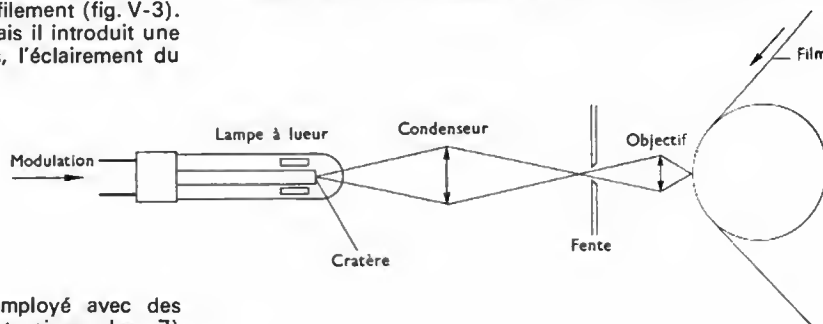 filement (fig. V-3).
ais il introduit une
, l'éclairement du
Film
Lampe à lueur
Condenseur
Objectif
Modulation
Fente
Cratère
mployé avec des